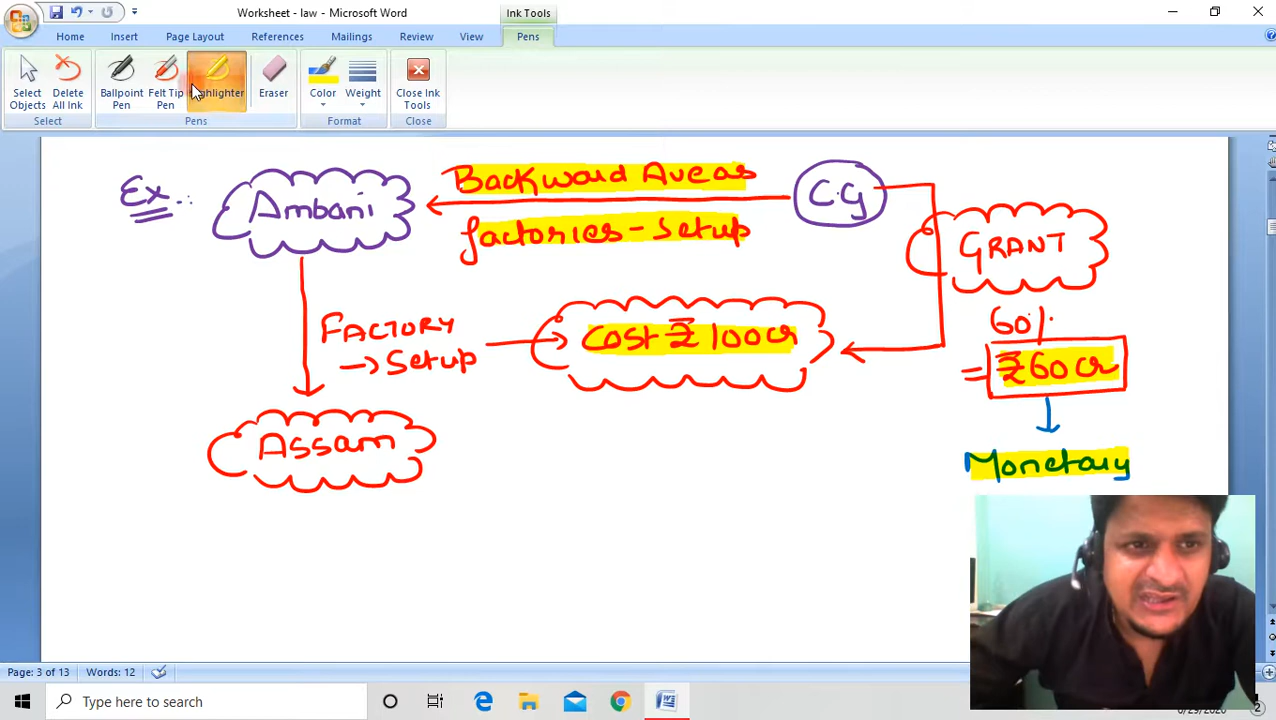 Worksheet - law - Microsoft Word
Ink Tools
Home Insert Page Layout References Mailings Review View Pens
Select Objects
Delete All Ink
Ballpoint Pen
Felt Tip Pen
Eraser
Color
Weight
Close Ink Tools
Select
Pens
Format
Close
Ex.:
Ambani
Backward Areas
factories - Setup
C.G
GRANT
60%
= ₹60 cr
Monetary
FACTORY
→ Setup
Cost ₹ 100 cr
Assam
Page: 3 of 13 Words: 12
Type here to search